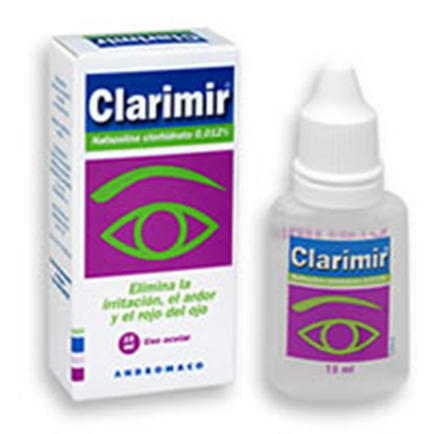 Clarimir
Clarimir
Nafazolina clorhidrato 0,012%
Elimina la
irritación, el ardor
y el rojo del ojo
Uso ocular
ANDROMACO
Clarimir
15 ml